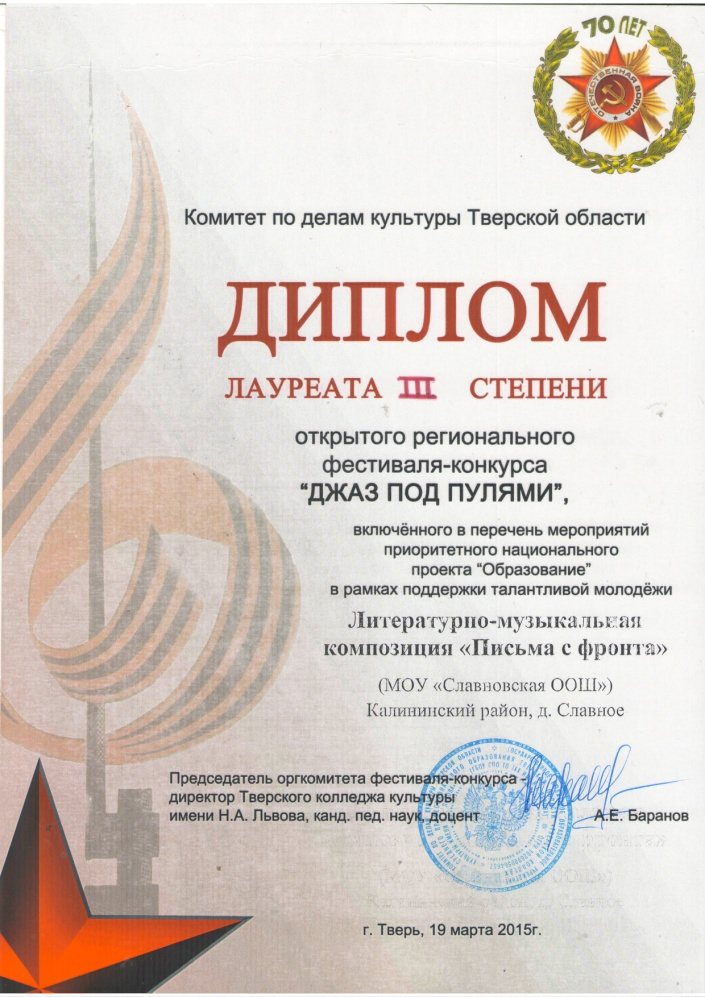 70 ЛЕТ
ОТЕЧЕСТВЕННАЯ ВОЙНА
Комитет по делам культуры Тверской области
ДИПЛОМ
ЛАУРЕАТА III СТЕПЕНИ
открытого регионального
фестиваля-конкурса
“ДЖАЗ ПОД ПУЛЯМИ”,
включённого в перечень мероприятий
приоритетного национального
проекта “Образование”
в рамках поддержки талантливой молодёжи
Литературно-музыкальная
композиция «Письма с фронта»
(МОУ «Славновская ООШ»)
Калининский район, д. Славное
Председатель оргкомитета фестиваля-конкурса -
директор Тверского колледжа культуры
имени Н.А. Львова, канд. пед. наук, доцент А.Е. Баранов
г. Тверь, 19 марта 2015г.